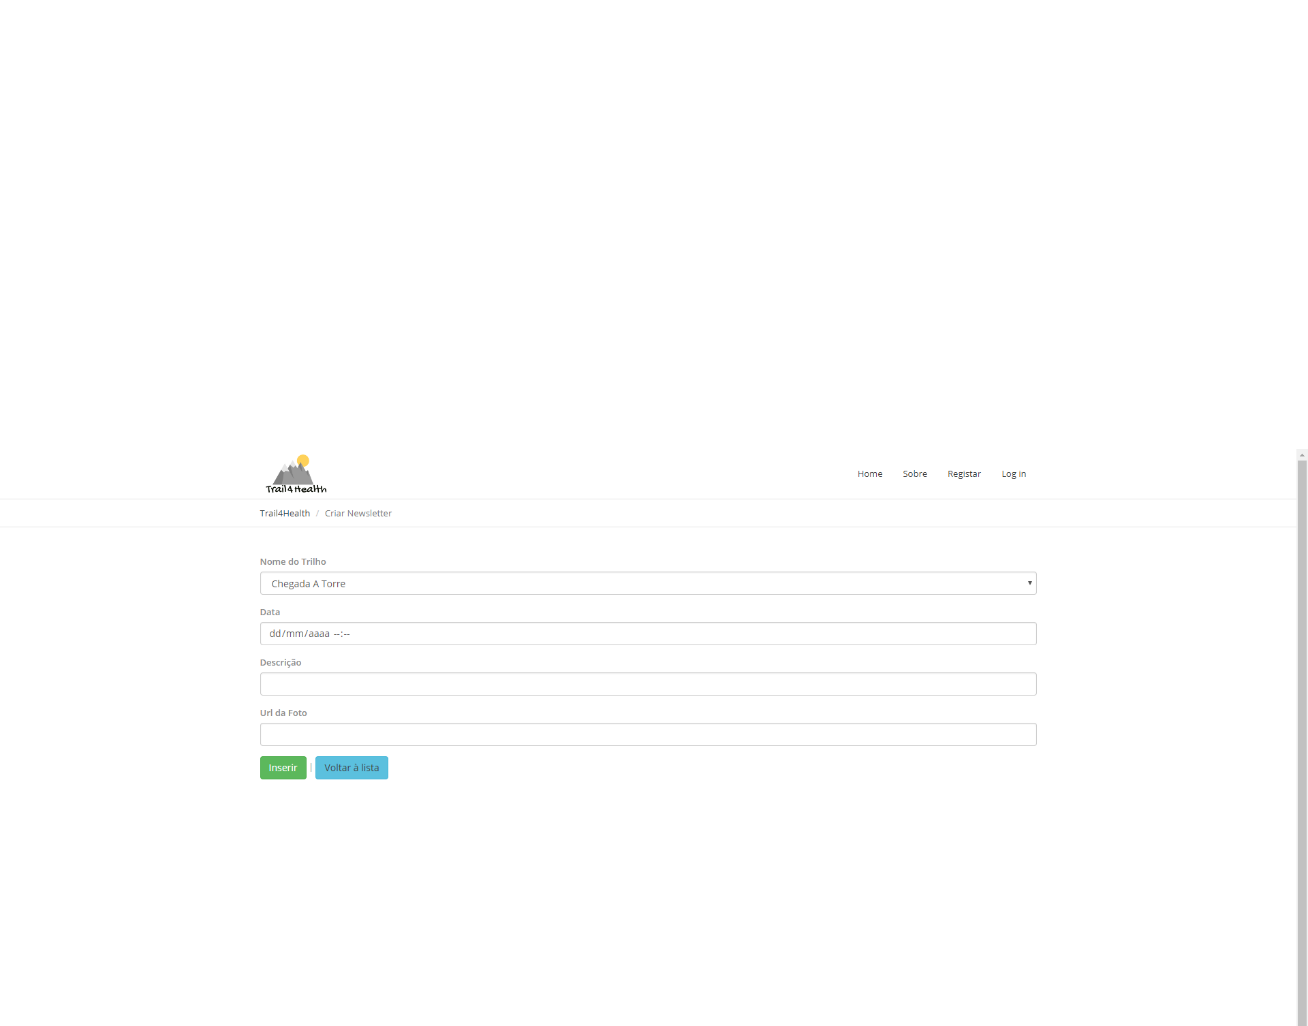 Trail4Health
Home Sobre Registar Log in
Trail4Health / Criar Newsletter
Nome do Trilho
Chegada A Torre
Data
dd/mm/aaaa --:--
Descrição
Url da Foto
Inserir | Voltar à lista